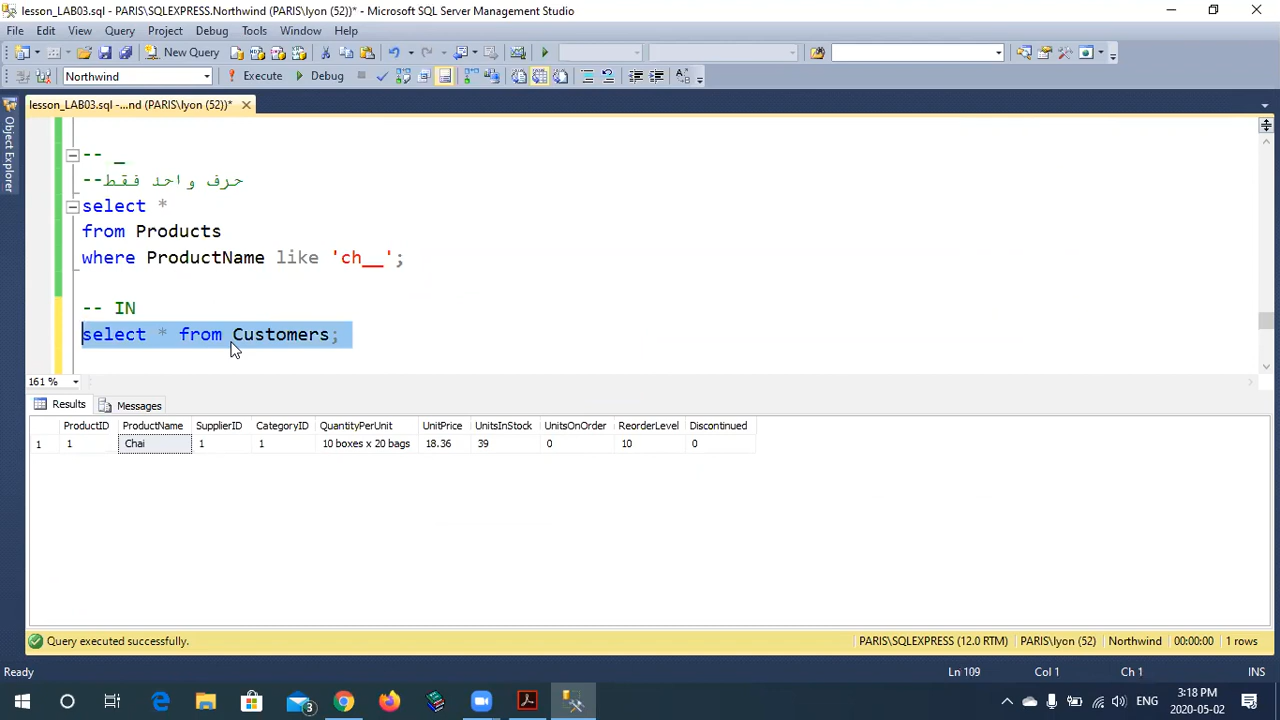 lesson_LAB03.sql - PARIS\SQLEXPRESS.Northwind (PARIS\lyon (52))* - Microsoft SQL Server Management Studio
File Edit View Query Project Debug Tools Window Help
New Query
Northwind Execute Debug
lesson_LAB03.sql -...nd (PARIS\lyon (52))*
Object Explorer
-- _
--حرف واحد فقط
select *
from Products
where ProductName like 'ch__';
-- IN
select * from Customers;
161 %
Results Messages
ProductID ProductName SupplierID CategoryID QuantityPerUnit UnitPrice UnitsInStock UnitsOnOrder ReorderLevel Discontinued
1 1 Chai 1 1 10 boxes x 20 bags 18.36 39 0 10 0
Query executed successfully. PARIS\SQLEXPRESS (12.0 RTM) PARIS\lyon (52) Northwind 00:00:00 1 rows
Ready Ln 109 Col 1 Ch 1 INS
3 ENG 3:18 PM
2020-05-02